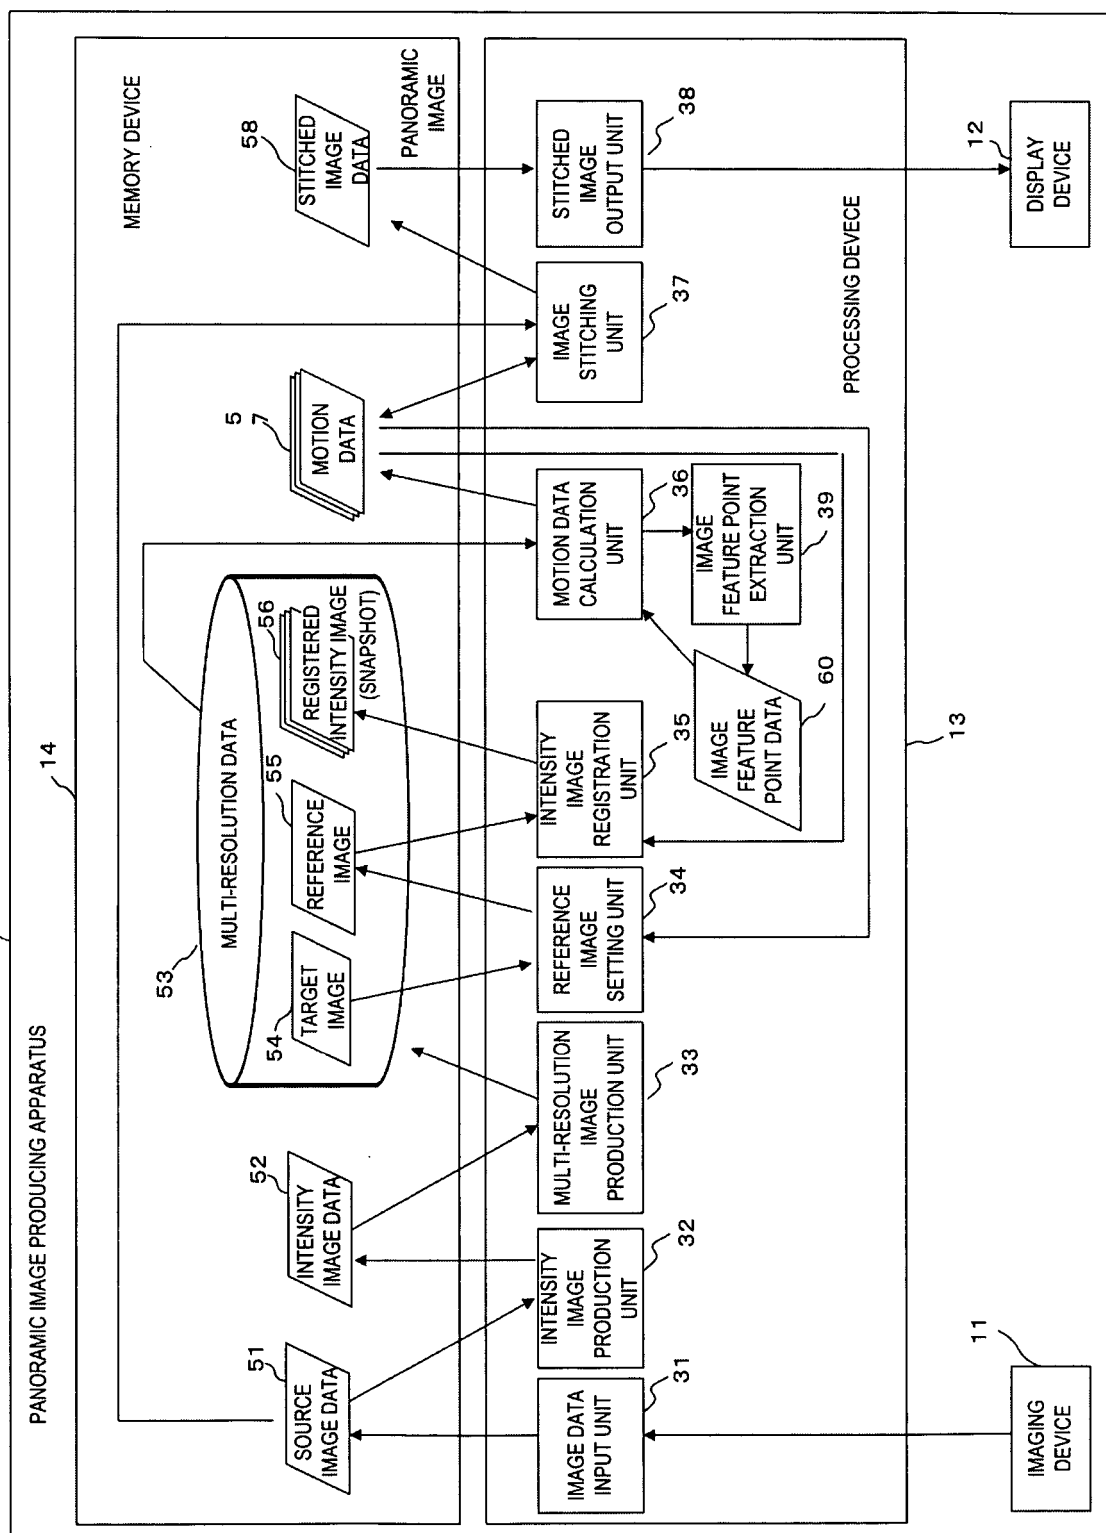 PANORAMIC IMAGE PRODUCING APPARATUS
14
MEMORY DEVICE
53
MULTI-RESOLUTION DATA
51
SOURCE
IMAGE DATA
52
INTENSITY
IMAGE DATA
54
TARGET
IMAGE
55
REFERENCE
IMAGE
56
REGISTERED
INTENSITY IMAGE
(SNAPSHOT)
5
7
MOTION
DATA
58
STITCHED
IMAGE
DATA
PANORAMIC
IMAGE
IMAGE DATA
INPUT UNIT
31
INTENSITY
IMAGE
PRODUCTION
UNIT
32
MULTI-RESOLUTION
IMAGE
PRODUCTION UNIT
33
REFERENCE
IMAGE
SETTING UNIT
34
INTENSITY
IMAGE
REGISTRATION
UNIT
35
MOTION DATA
CALCULATION
UNIT
36
IMAGE
STITCHING
UNIT
37
STITCHED
IMAGE
OUTPUT UNIT
38
IMAGE
FEATURE
POINT DATA
60
IMAGE
FEATURE POINT
EXTRACTION
UNIT
39
PROCESSING DEVECE
13
11
IMAGING
DEVICE
12
DISPLAY
DEVICE